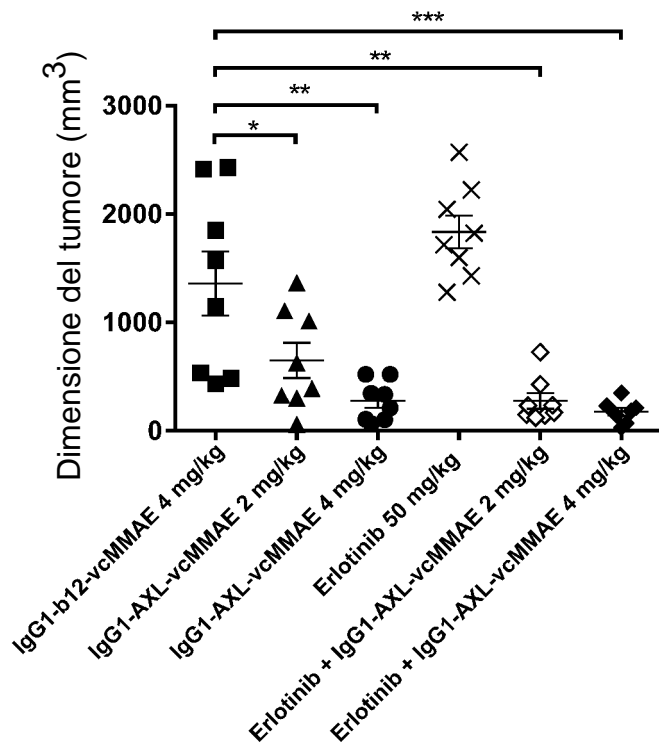 ***
**
**
*
Dimensione del tumore (mm³)
3000
2000
1000
0
IgG1-b12-vcMMAE 4 mg/kg
IgG1-AXL-vcMMAE 2 mg/kg
IgG1-AXL-vcMMAE 4 mg/kg
Erlotinib 50 mg/kg
Erlotinib + IgG1-AXL-vcMMAE 2 mg/kg
Erlotinib + IgG1-AXL-vcMMAE 4 mg/kg